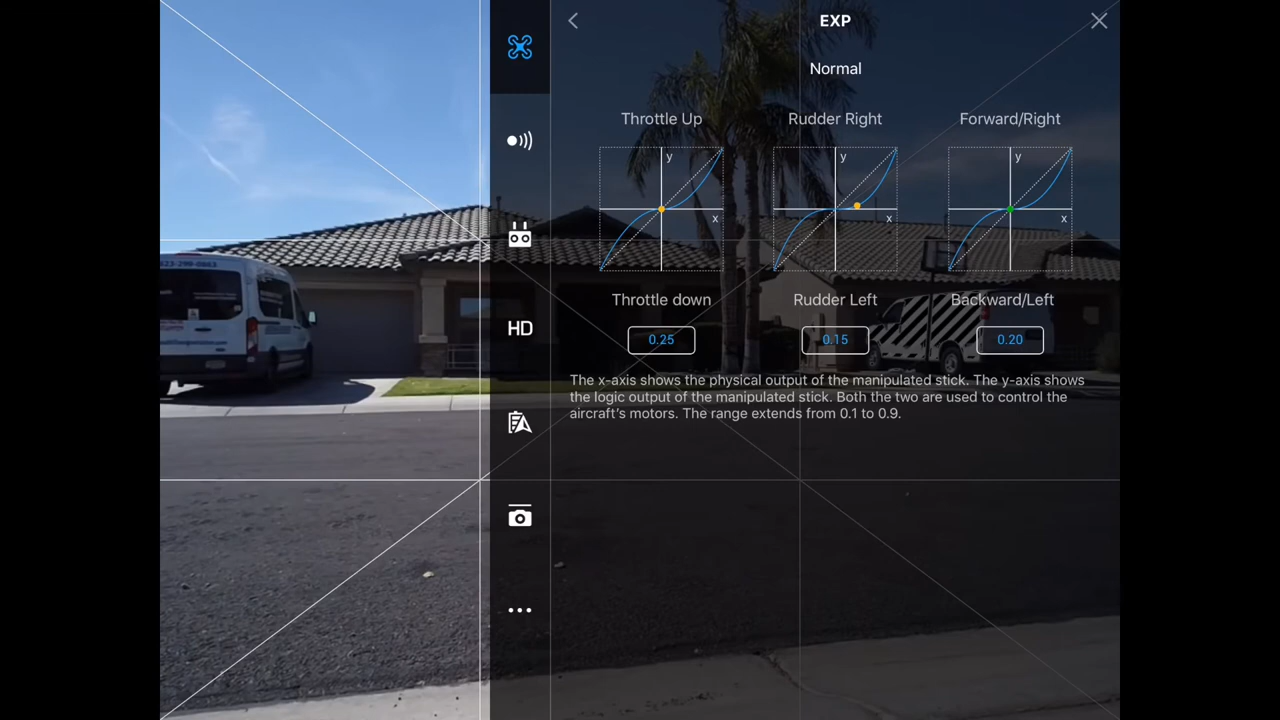 EXP
Normal
Throttle Up
Rudder Right
Forward/Right
y
y
y
x
x
x
Throttle down
Rudder Left
Backward/Left
0.25
0.15
0.20
HD
The x-axis shows the physical output of the manipulated stick. The y-axis shows
the logic output of the manipulated stick. Both the two are used to control the
aircraft's motors. The range extends from 0.1 to 0.9.